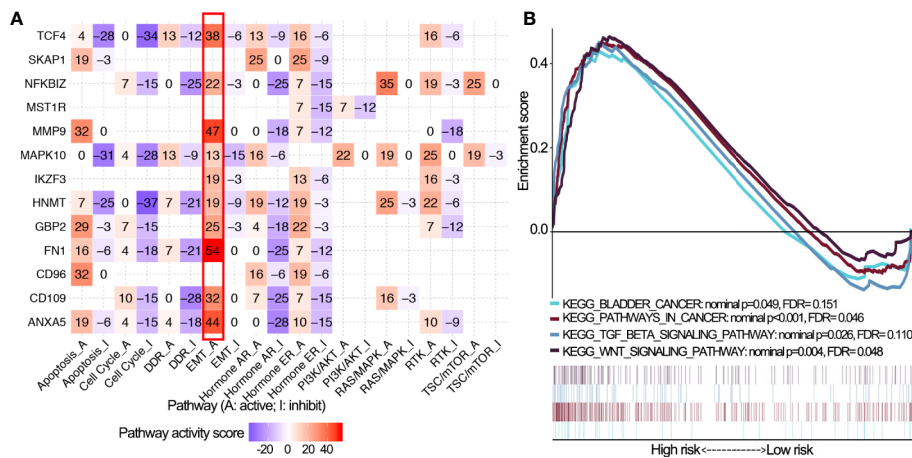 A
TCF4 4 -28 0 -34 13 -12 38 -6 13 -9 16 -6 16 -6
SKAP1 19 -3 25 0 25 -9
NFKBIZ 7 -15 0 -25 22 -3 0 -25 7 -15 35 0 19 -3 25 0
MST1R 7 -15 7 -12
MMP9 32 0 47 0 0 -18 7 -12 0 -18
MAPK10 0 -31 4 -28 13 -9 13 -15 16 -6 22 0 19 0 25 0 19 -3
IKZF3 19 -3 13 -6 16 -3
HNMT 7 -25 0 -37 7 -21 19 -9 19 -12 19 -3 25 -3 22 -6
GBP2 29 -3 7 -15 25 -3 4 -18 22 -3 7 -12
FN1 16 -6 4 -18 7 -21 54 0 0 -25 7 -12
CD96 32 0 16 -6 19 -6
CD109 10 -15 0 -28 32 0 7 -25 7 -15 16 -3
ANXA5 19 -6 4 -15 4 -18 44 0 0 -28 10 -15 10 -9
Apoptosis_A
Apoptosis_I
Cell Cycle_A
Cell Cycle_I
DDR_A
DDR_I
EMT_A
EMT_I
Hormone AR_A
Hormone AR_I
Hormone ER_A
Hormone ER_I
PI3K/AKT_A
PI3K/AKT_I
RAS/MAPK_A
RAS/MAPK_I
RTK_A
RTK_I
TSC/mTOR_A
TSC/mTOR_I
Pathway (A: active; I: inhibit)
Pathway activity score
-20 0 20 40
B
Enrichment score
0.4
0.2
0.0
KEGG_BLADDER_CANCER: nominal p=0.049, FDR= 0.151
KEGG_PATHWAYS_IN_CANCER: nominal p<0.001, FDR= 0.046
KEGG_TGF_BETA_SIGNALING_PATHWAY: nominal p=0.026, FDR= 0.110
KEGG_WNT_SIGNALING_PATHWAY: nominal p=0.004, FDR= 0.048
High risk<----------->Low risk